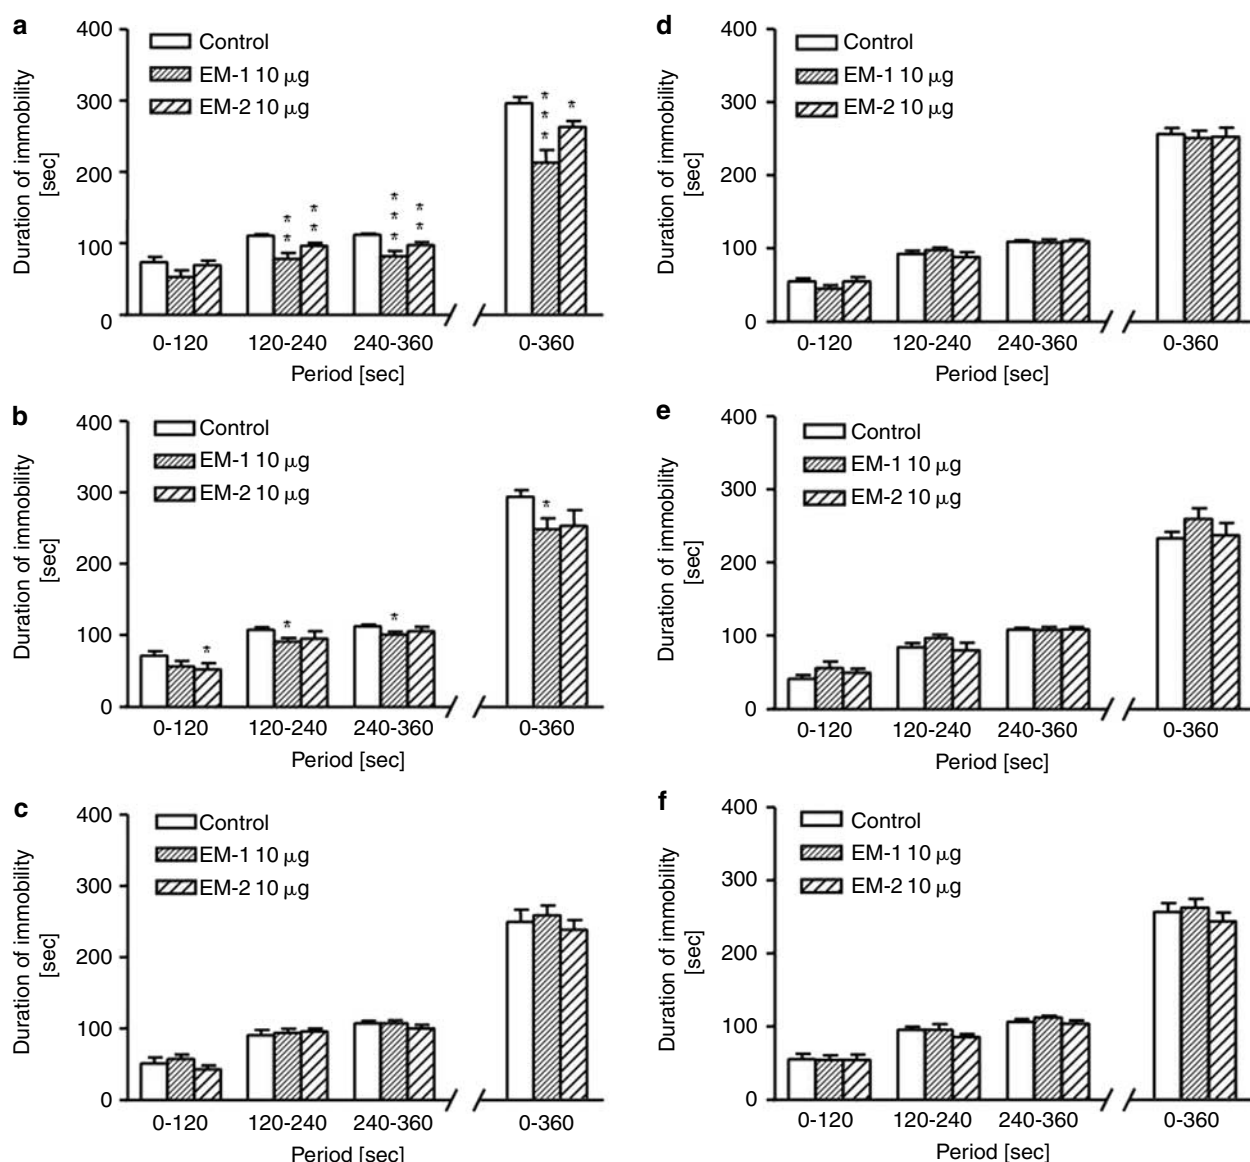 a
400
300
200
100
0
Duration of immobility
[sec]
Control
EM-1 10 μg
EM-2 10 μg
* * *
*
* *
* *
* * *
* *
0-120 120-240 240-360 0-360
Period [sec]
b
400
300
200
100
0
Duration of immobility
[sec]
Control
EM-1 10 μg
EM-2 10 μg
*
*
*
*
0-120 120-240 240-360 0-360
Period [sec]
c
400
300
200
100
0
Duration of immobility
[sec]
Control
EM-1 10 μg
EM-2 10 μg
0-120 120-240 240-360 0-360
Period [sec]
d
400
300
200
100
0
Duration of immobility
[sec]
Control
EM-1 10 μg
EM-2 10 μg
0-120 120-240 240-360 0-360
Period [sec]
e
400
300
200
100
0
Duration of immobility
[sec]
Control
EM-1 10 μg
EM-2 10 μg
0-120 120-240 240-360 0-360
Period [sec]
f
400
300
200
100
0
Duration of immobility
[sec]
Control
EM-1 10 μg
EM-2 10 μg
0-120 120-240 240-360 0-360
Period [sec]